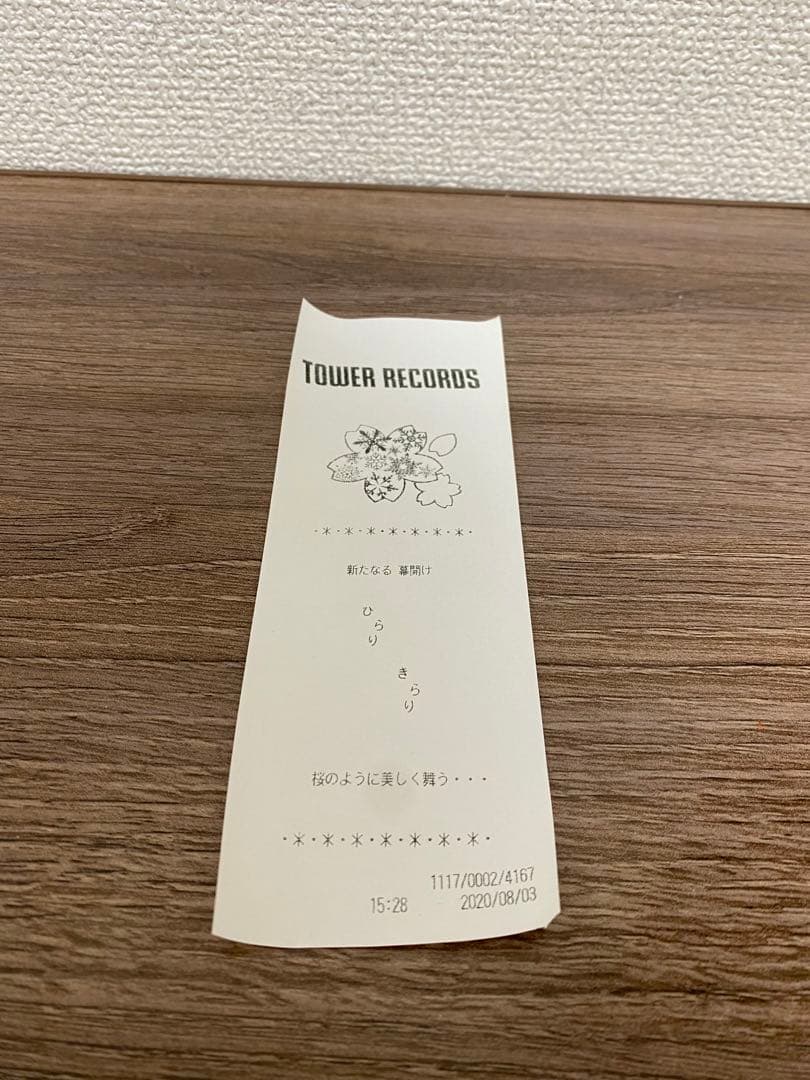 TOWER RECORDS
・*・*・*・*・*・*・*・
新たなる 幕開け
ひらり
きらり
桜のように美しく舞う・・・
・*・*・*・*・*・*・*・
1117/0002/4167
15:28 2020/08/03